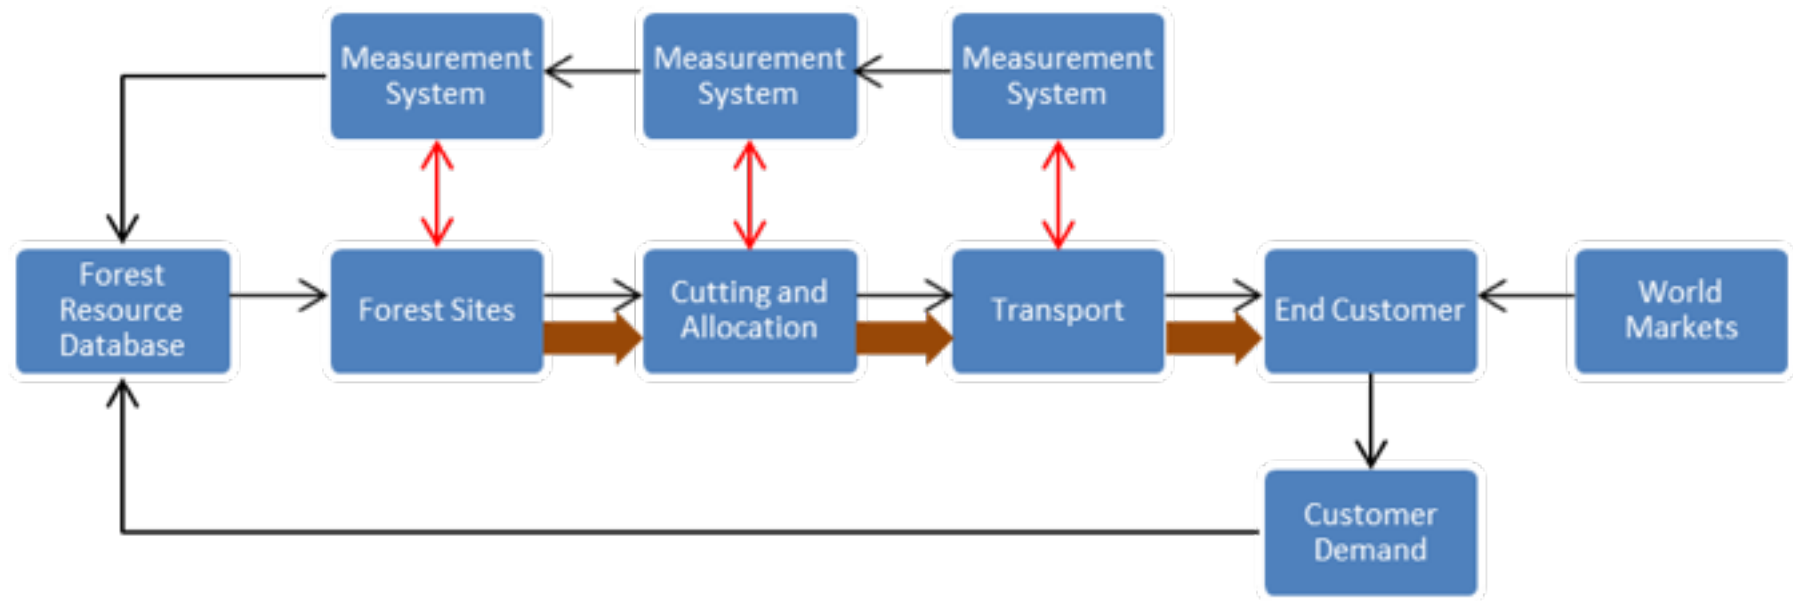 Measurement
System
Measurement
System
Measurement
System
Forest
Resource
Database
Forest Sites
Cutting and
Allocation
Transport
End Customer
World
Markets
Customer
Demand